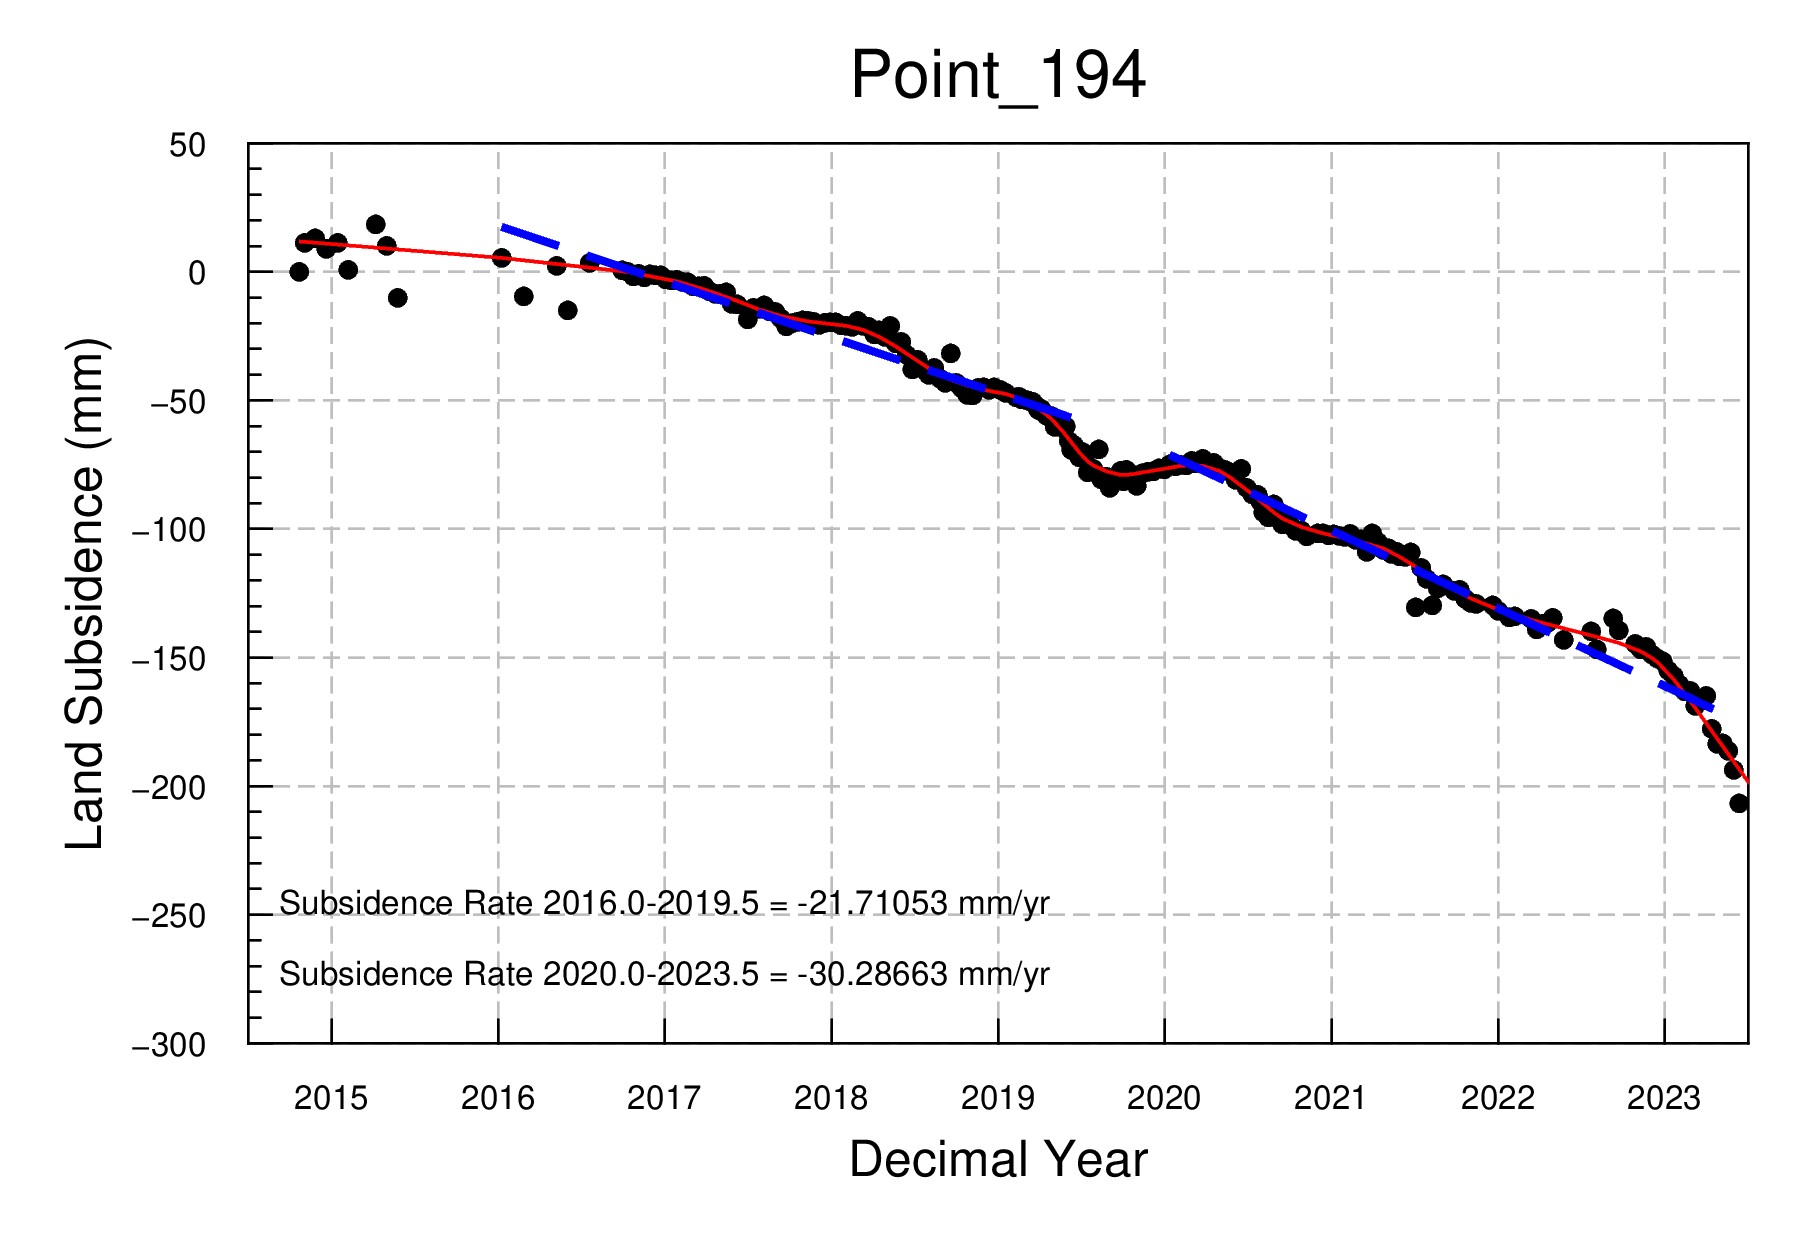 Point_194
50
0
−50
−100
−150
−200
−250
−300
Land Subsidence (mm)
Subsidence Rate 2016.0-2019.5 = -21.71053 mm/yr
Subsidence Rate 2020.0-2023.5 = -30.28663 mm/yr
2015 2016 2017 2018 2019 2020 2021 2022 2023
Decimal Year